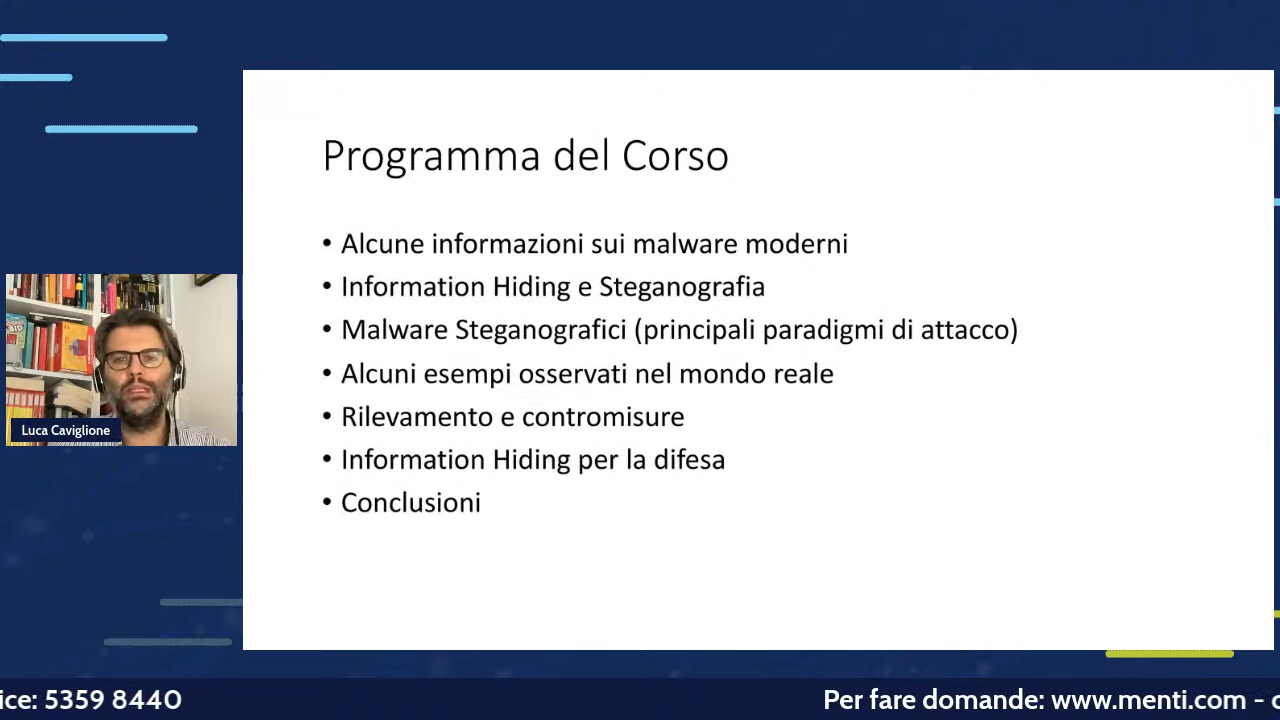 Programma del Corso
• Alcune informazioni sui malware moderni
• Information Hiding e Steganografia
• Malware Steganografici (principali paradigmi di attacco)
• Alcuni esempi osservati nel mondo reale
• Rilevamento e contromisure
• Information Hiding per la difesa
• Conclusioni
Luca Caviglione
ice: 5359 8440
Per fare domande: www.menti.com -